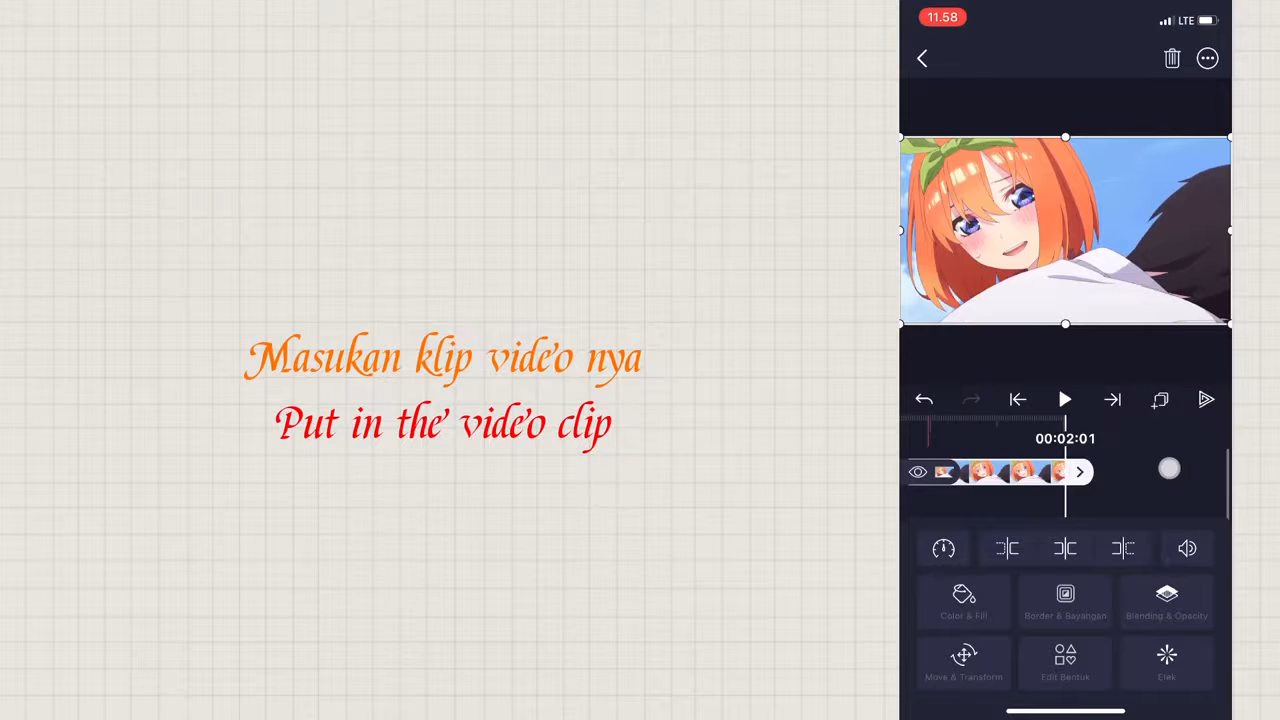 11.58
LTE
Masukan klip video nya
Put in the video clip
00:02:01
Color & Fill
Border & Bayangan
Blending & Opacity
Move & Transform
Edit Bentuk
Efek